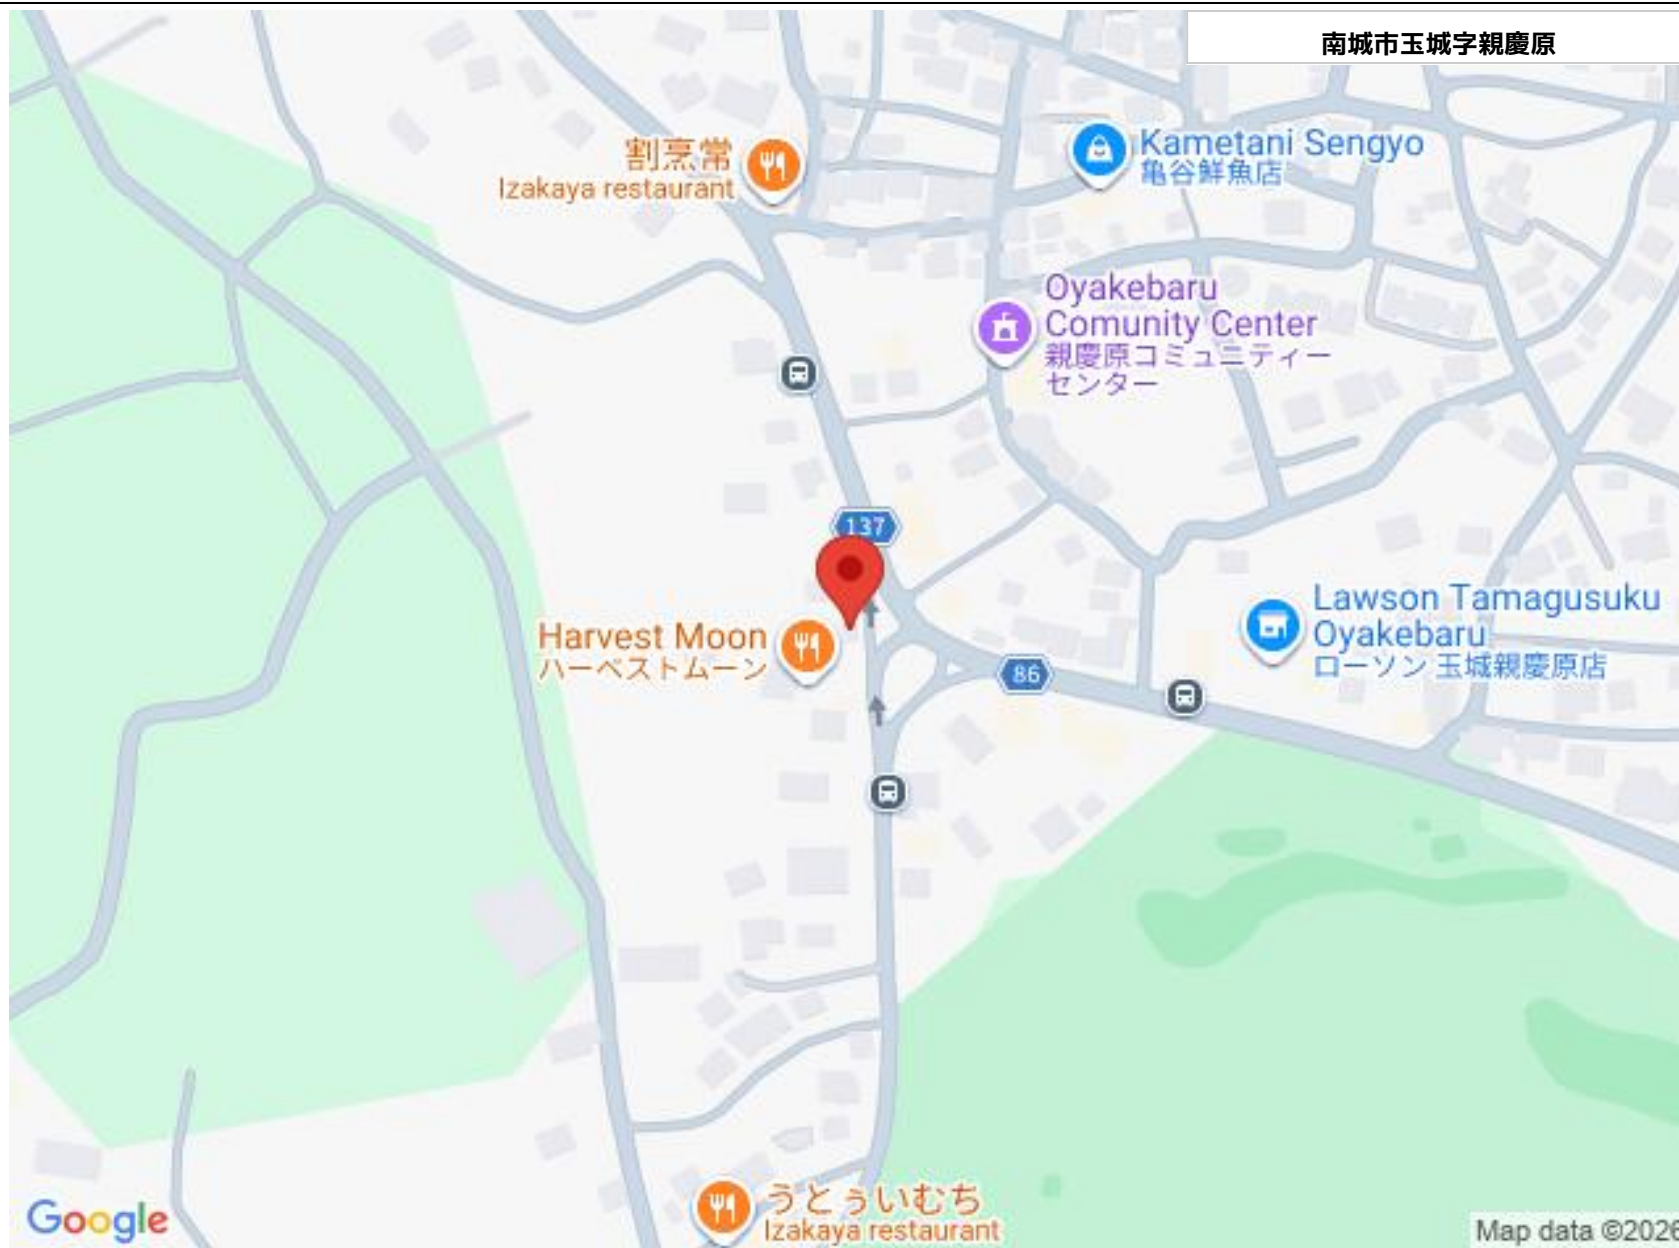 南城市玉城字親慶原
割烹常
Izakaya restaurant
Kametani Sengyo
亀谷鮮魚店
Oyakebaru
Comunity Center
親慶原コミュニティー
センター
137
Harvest Moon
ハーベストムーン
86
Lawson Tamagusuku
Oyakebaru
ローソン 玉城親慶原店
うとぅいむち
Izakaya restaurant
Google
Map data ©2026